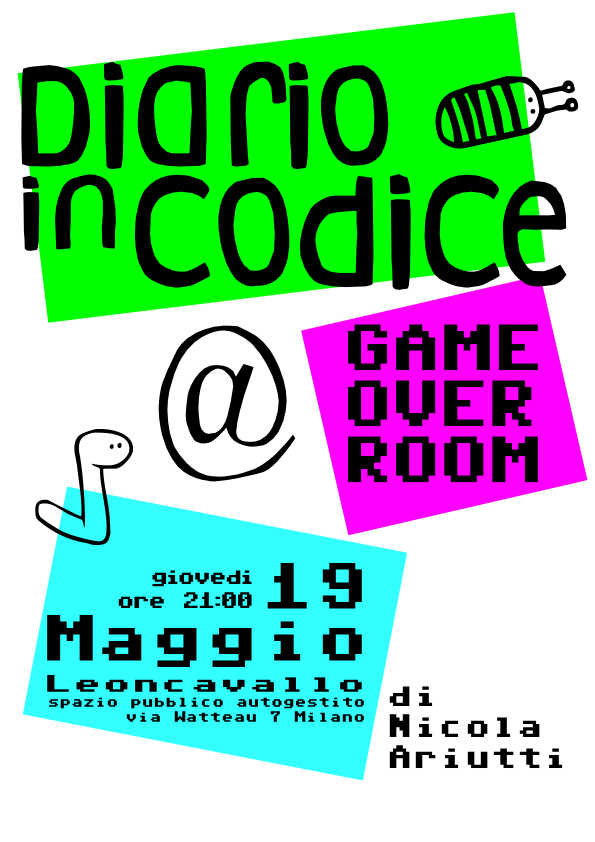 Diario
in codice
@
GAME
OVER
ROOM
giovedi 19
ore 21:00
Maggio
Leoncavallo
spazio pubblico autogestito
via Watteau 7 Milano
di
Nicola
Ariutti